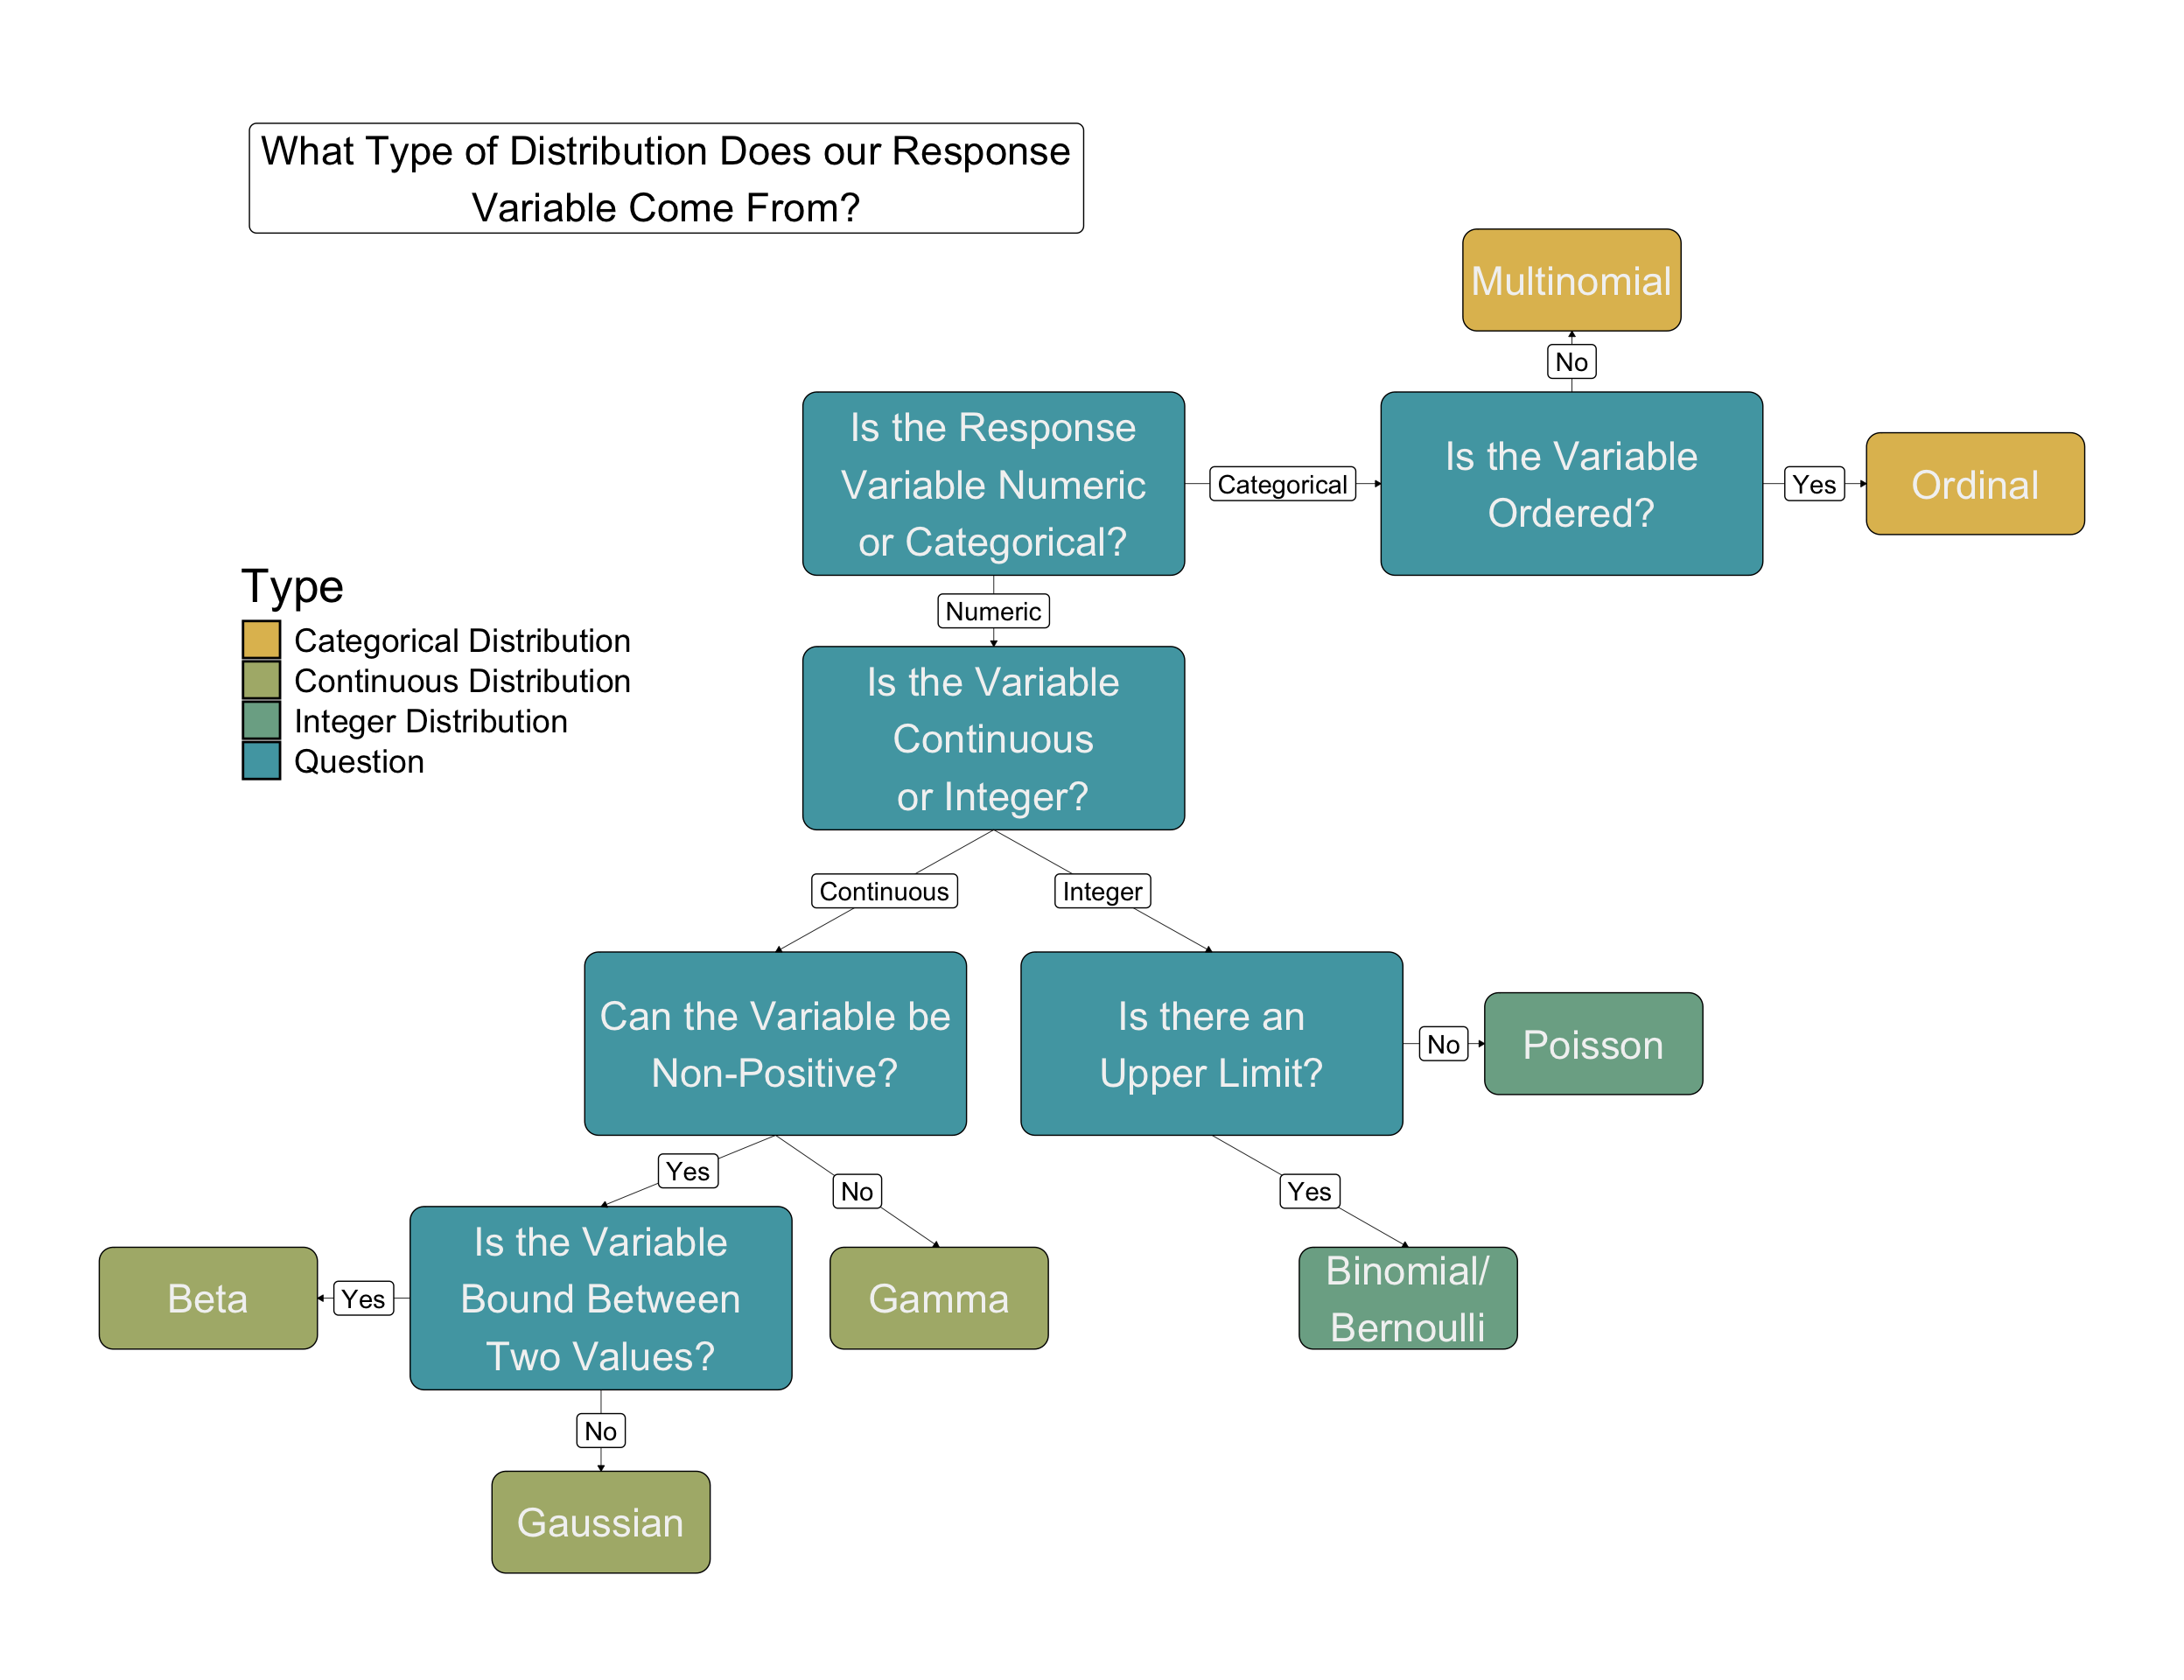 What Type of Distribution Does our Response
Variable Come From?
Multinomial
No
Is the Response
Variable Numeric
or Categorical?
Categorical
Is the Variable
Ordered?
Yes
Ordinal
Numeric
Type
Categorical Distribution
Continuous Distribution
Integer Distribution
Question
Is the Variable
Continuous
or Integer?
Continuous
Integer
Can the Variable be
Non-Positive?
Is there an
Upper Limit?
No
Poisson
Yes
No
Yes
Beta
Yes
Is the Variable
Bound Between
Two Values?
Gamma
Binomial/
Bernoulli
No
Gaussian